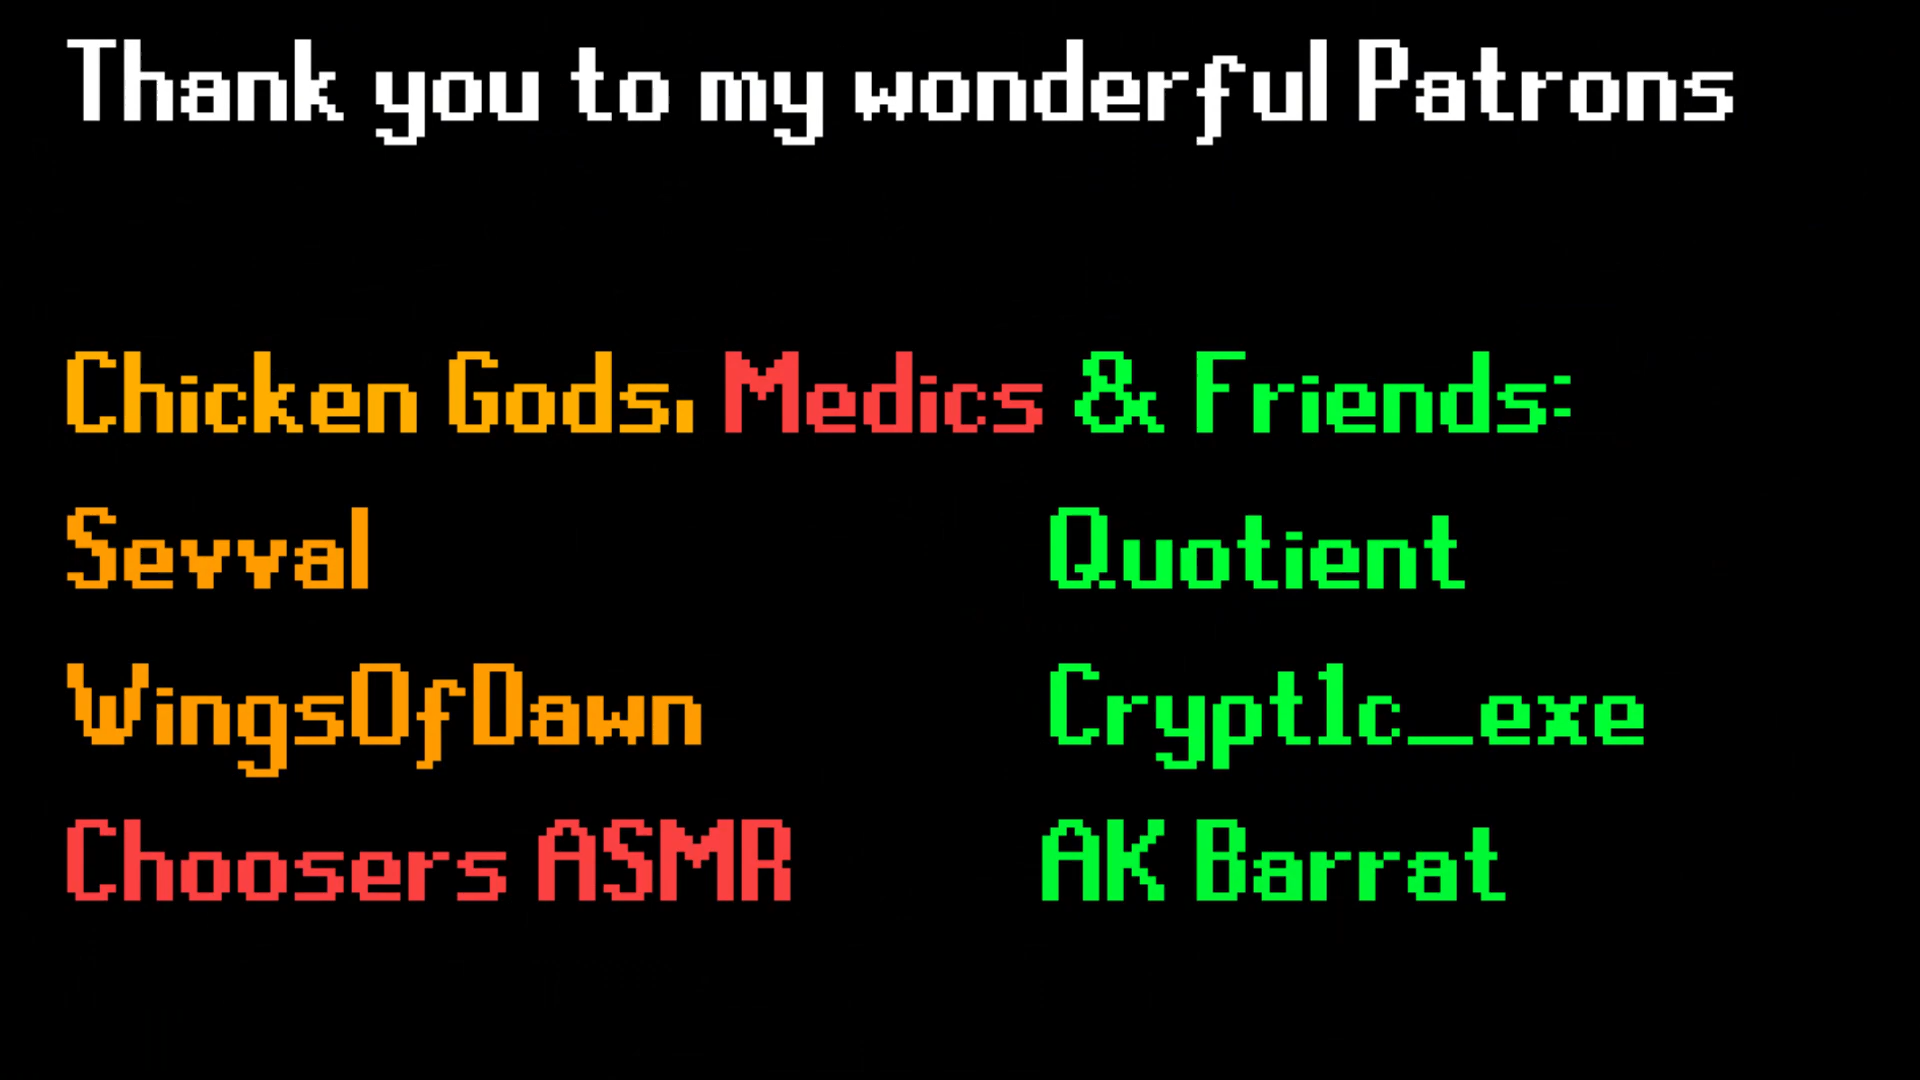 Thank you to my wonderful Patrons
Chicken Gods, Medics & Friends:
Sevval
Quotient
WingsOfDawn
Crypt1c_exe
Choosers ASMR
AK Barrat